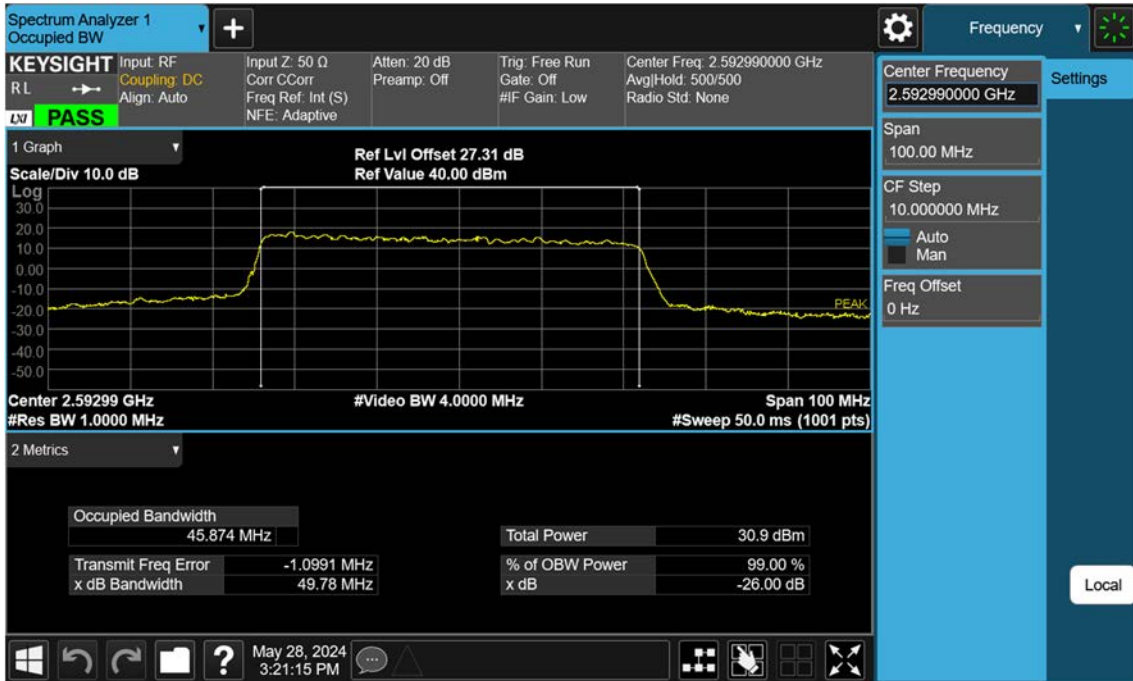 Spectrum Analyzer 1
Occupied BW
+
Frequency
KEYSIGHT
RL
LXI
PASS
Input: RF
Coupling: DC
Align: Auto
Input Z: 50 Ω
Corr CCorr
Freq Ref: Int (S)
NFE: Adaptive
Atten: 20 dB
Preamp: Off
Trig: Free Run
Gate: Off
#IF Gain: Low
Center Freq: 2.592990000 GHz
Avg|Hold: 500/500
Radio Std: None
Center Frequency
2.592990000 GHz
Settings
Span
100.00 MHz
CF Step
10.000000 MHz
Auto
Man
Freq Offset
0 Hz
Local
1 Graph
Scale/Div 10.0 dB
Ref Lvl Offset 27.31 dB
Ref Value 40.00 dBm
Log
30.0
20.0
10.0
0.00
-10.0
-20.0
-30.0
-40.0
-50.0
PEAK
Center 2.59299 GHz
#Video BW 4.0000 MHz
Span 100 MHz
#Res BW 1.0000 MHz
#Sweep 50.0 ms (1001 pts)
2 Metrics
Occupied Bandwidth
45.874 MHz
Total Power 30.9 dBm
Transmit Freq Error -1.0991 MHz
% of OBW Power 99.00 %
x dB Bandwidth 49.78 MHz
x dB -26.00 dB
?
May 28, 2024
3:21:15 PM